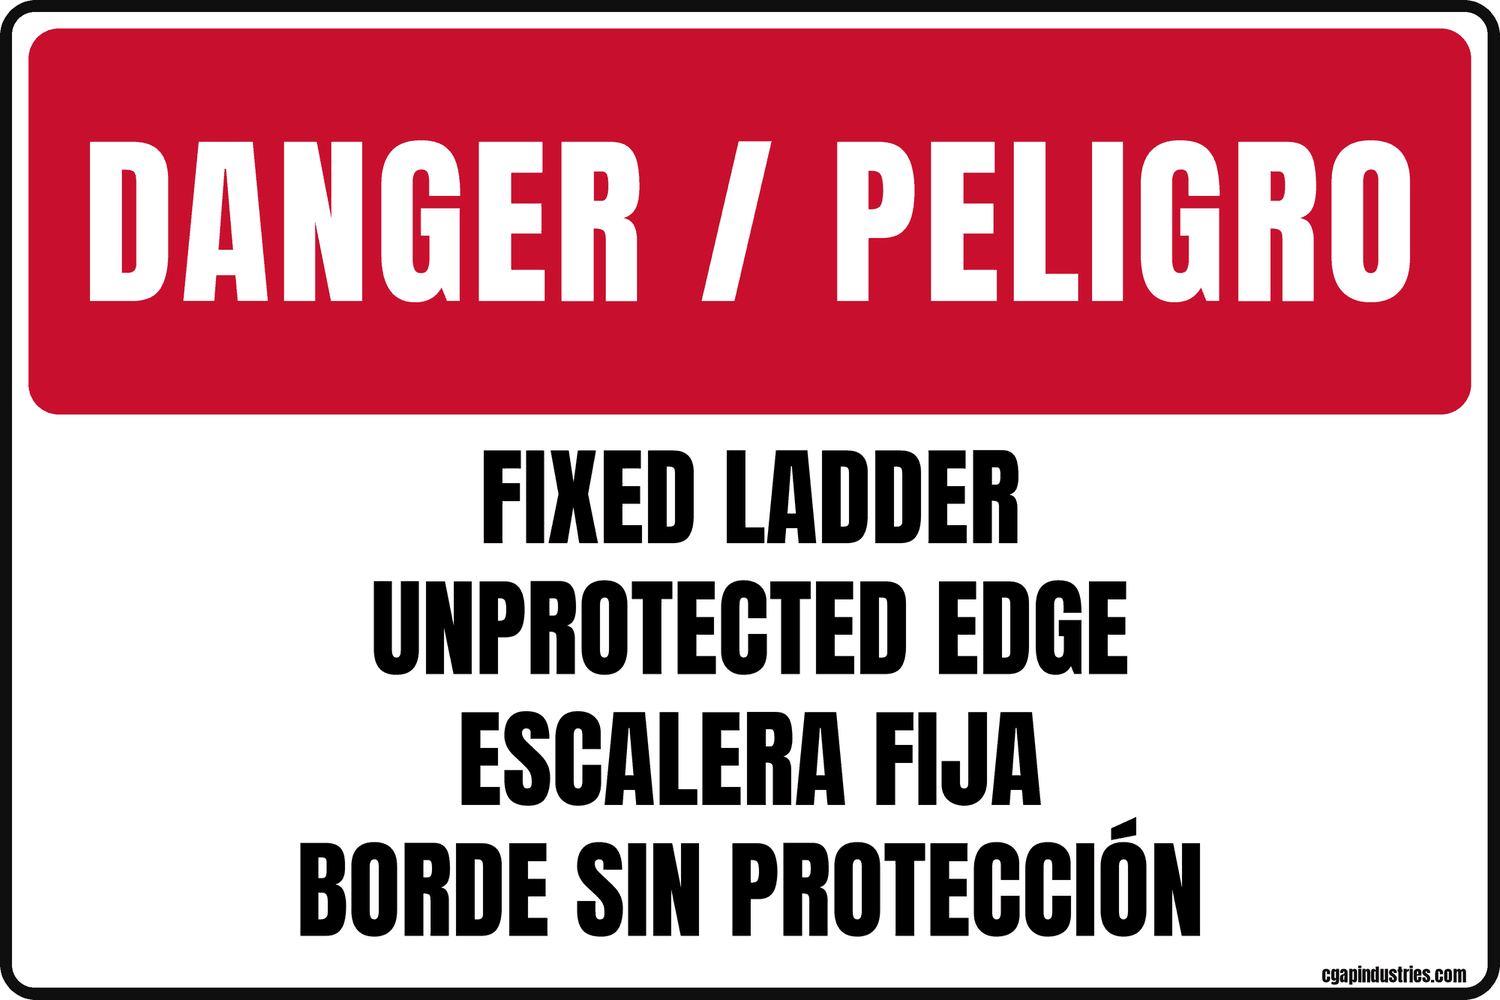 DANGER / PELIGRO
FIXED LADDER
UNPROTECTED EDGE
ESCALERA FIJA
BORDE SIN PROTECCIÓN
cgapindustries.com